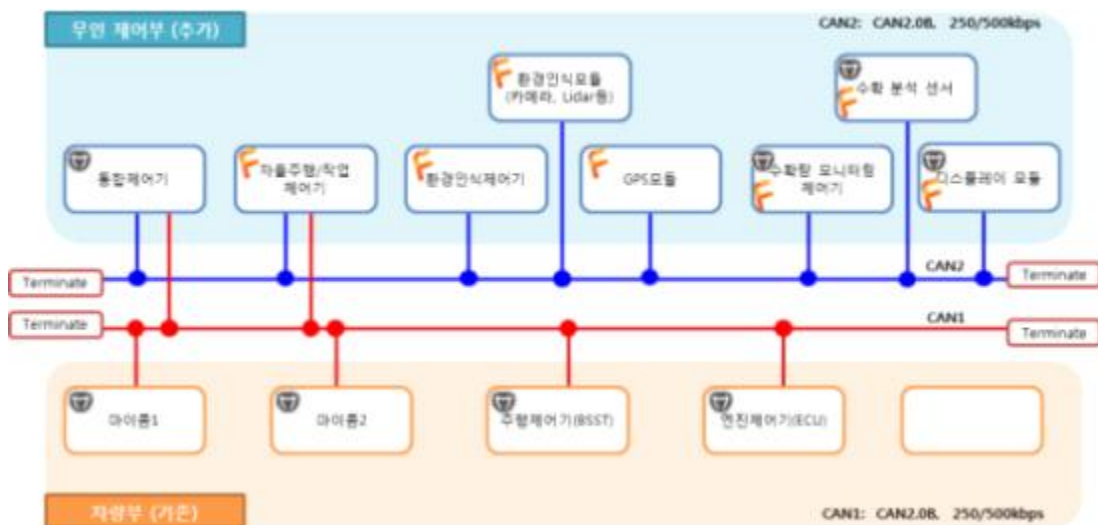 무인 제어부 (추가)
CAN2: CAN2.0B, 250/500kbps
환경인식모듈
(카메라, Lidar등)
수확 분석 센서
통합제어기
자율주행/작업
제어기
환경인식제어기
GPS모듈
수확량 모니터링
제어기
디스플레이 모듈
CAN2
Terminate
Terminate
Terminate
CAN1
Terminate
마이콤1
마이콤2
주행제어기(BSST)
엔진제어기(ECU)
차량부 (기존)
CAN1: CAN2.0B, 250/500kbps